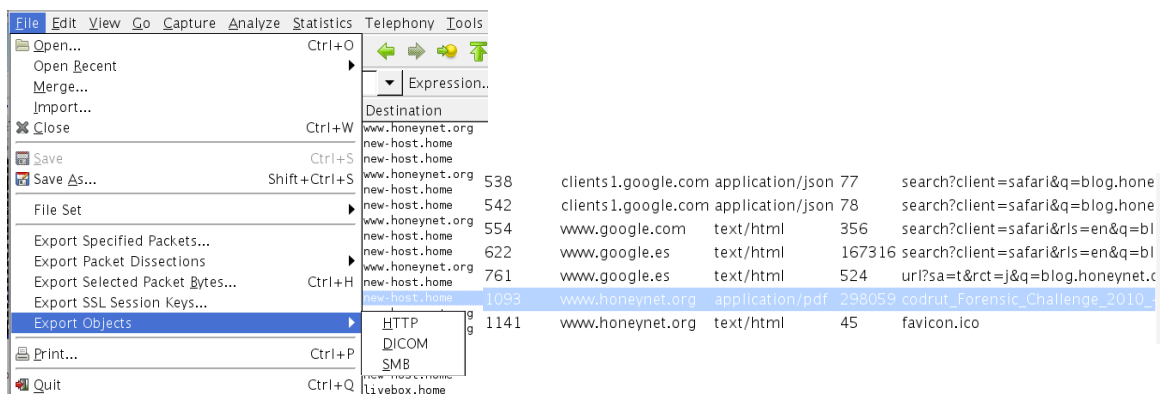 File Edit View Go Capture Analyze Statistics Telephony Tools
Open... Ctrl+O
Open Recent
Merge...
Import...
Close Ctrl+W
Save Ctrl+S
Save As... Shift+Ctrl+S
File Set
Export Specified Packets...
Export Packet Dissections
Export Selected Packet Bytes... Ctrl+H
Export SSL Session Keys...
Export Objects
Print... Ctrl+P
Quit Ctrl+Q
HTTP
DICOM
SMB
Expression..
Destination
www.honeynet.org
new-host.home
new-host.home
www.honeynet.org
new-host.home
new-host.home
www.honeynet.org
new-host.home
new-host.home
www.honeynet.org
new-host.home
new-host.home
livebox.home
538 clients1.google.com application/json 77 search?client=safari&q=blog.hone
542 clients1.google.com application/json 78 search?client=safari&q=blog.hone
554 www.google.com text/html 356 search?client=safari&rls=en&q=bl
622 www.google.es text/html 167316 search?client=safari&rls=en&q=bl
761 www.google.es text/html 524 url?sa=t&rct=j&q=blog.honeynet.c
1093 www.honeynet.org application/pdf 298059 codrut_Forensic_Challenge_2010_-
1141 www.honeynet.org text/html 45 favicon.ico